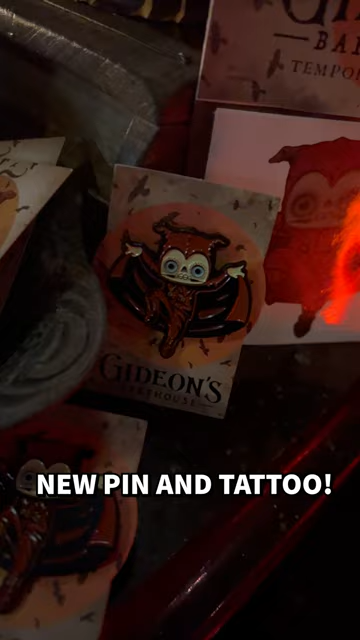 BA
TEMPO
GIDEON'S
BAKEHOUSE
NEW PIN AND TATTOO!